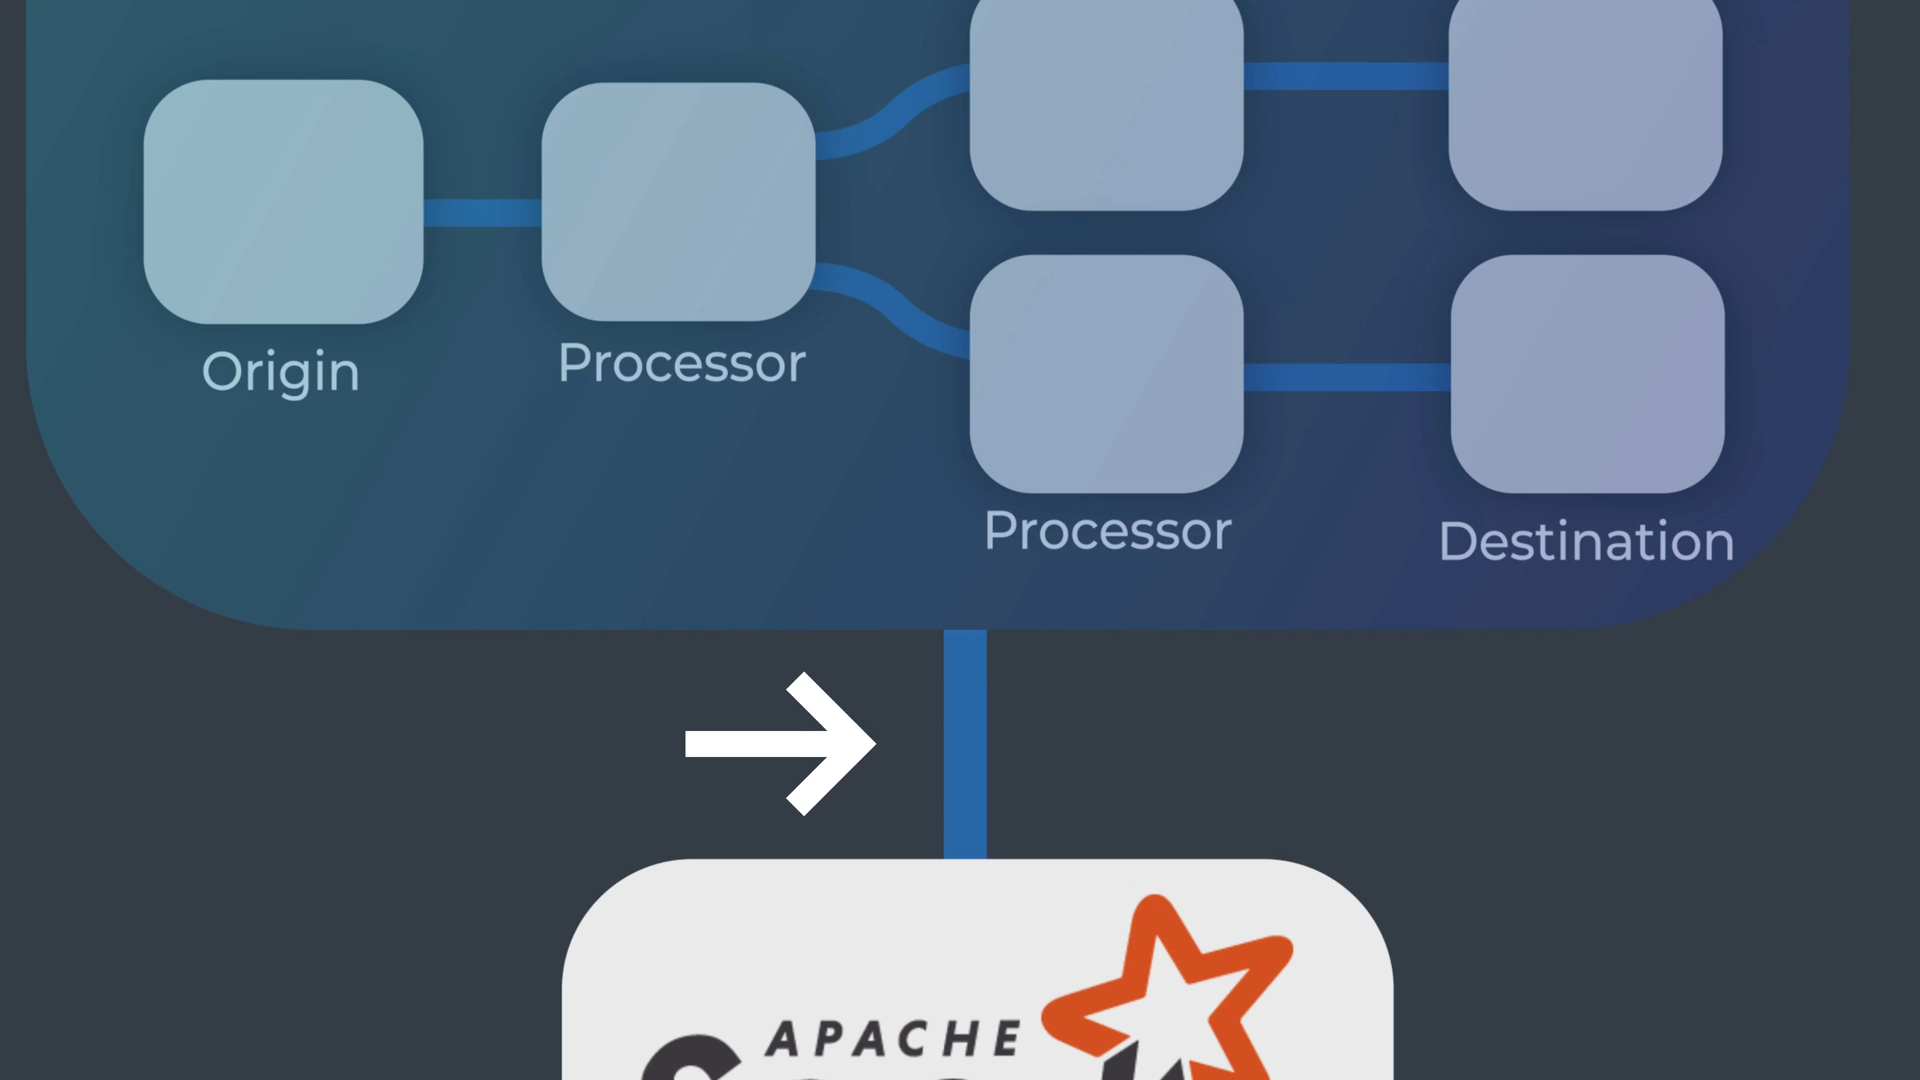 Origin
Processor
Processor
Destination
APACHE